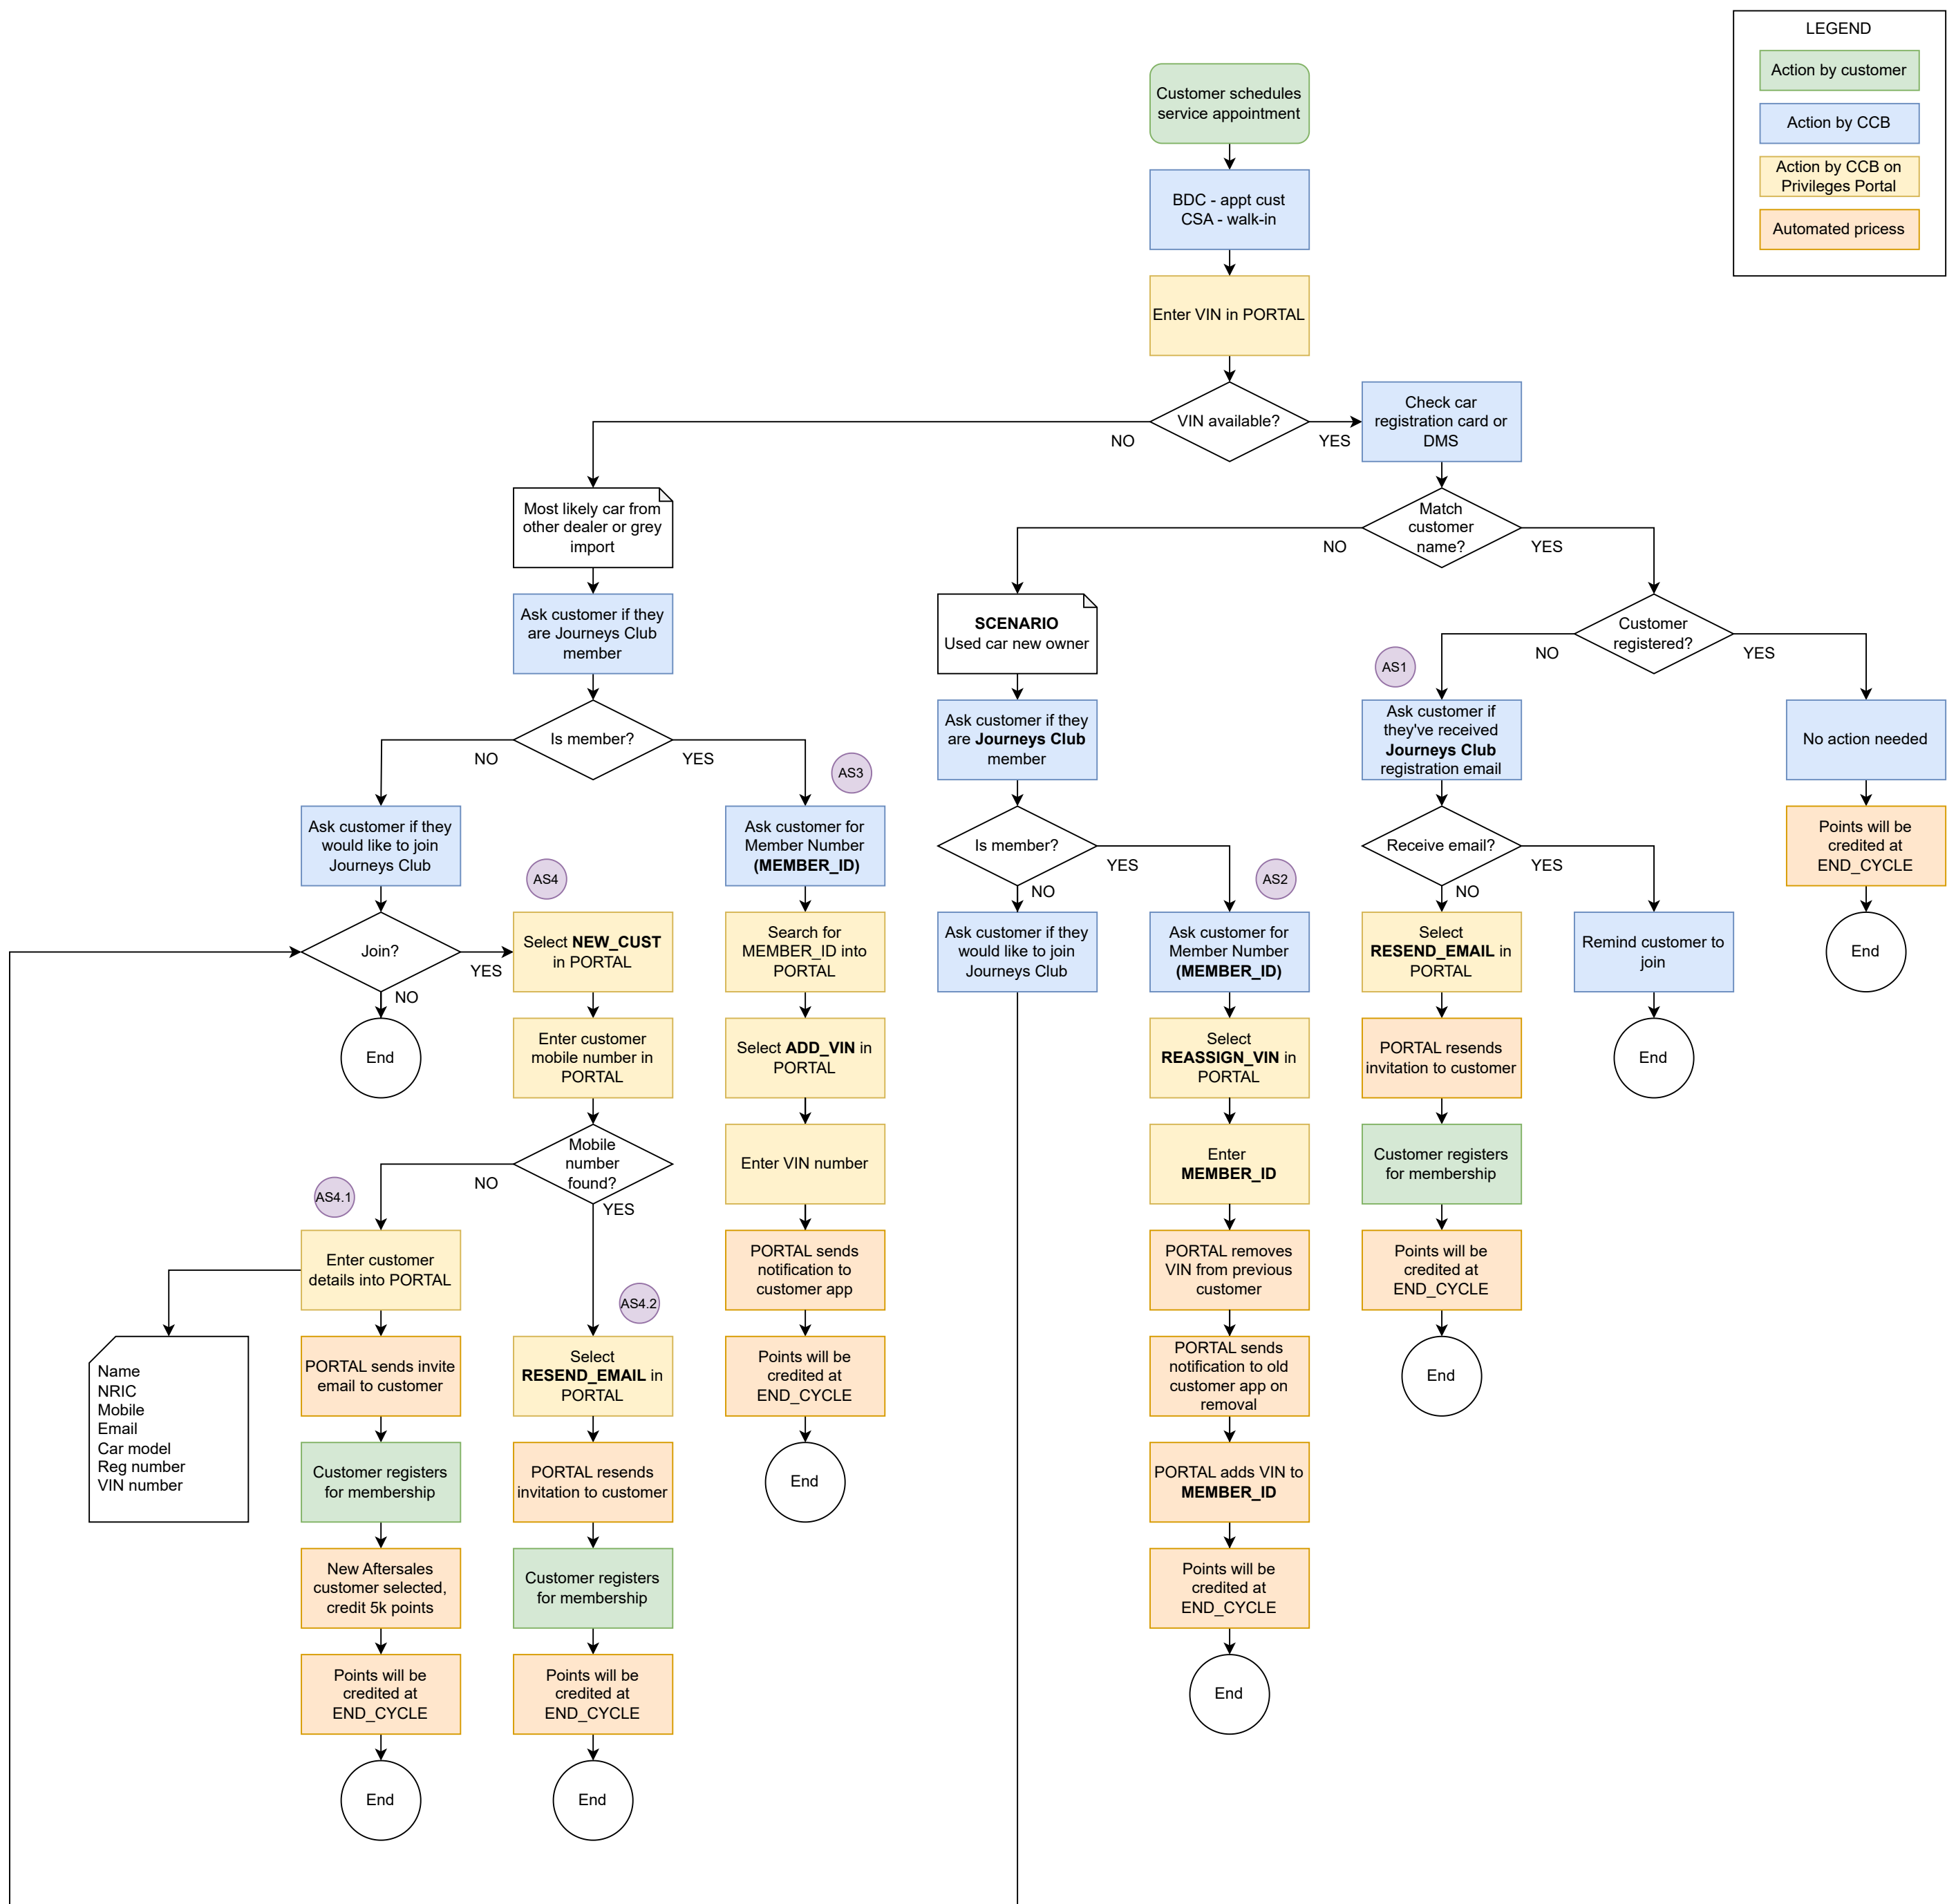 LEGEND
Action by customer
Action by CCB
Action by CCB on
Privileges Portal
Automated pricess
Customer schedules
service appointment
BDC - appt cust
CSA - walk-in
Enter VIN in PORTAL
VIN available?
NO
YES
Check car
registration card or
DMS
Most likely car from
other dealer or grey
import
Match
customer
name?
NO
YES
Ask customer if they
are Journeys Club
member
SCENARIO
Used car new owner
Customer
registered?
NO
YES
AS1
Is member?
NO
YES
AS3
Ask customer if they
are Journeys Club
member
Ask customer if
they've received
Journeys Club
registration email
No action needed
Ask customer if they
would like to join
Journeys Club
AS4
Ask customer for
Member Number
(MEMBER_ID)
Is member?
YES
NO
AS2
Receive email?
YES
NO
Points will be
credited at
END_CYCLE
Join?
YES
NO
Select NEW_CUST
in PORTAL
Search for
MEMBER_ID into
PORTAL
Ask customer if they
would like to join
Journeys Club
Ask customer for
Member Number
(MEMBER_ID)
Select
RESEND_EMAIL in
PORTAL
Remind customer to
join
End
End
Enter customer
mobile number in
PORTAL
Select ADD_VIN in
PORTAL
Select
REASSIGN_VIN in
PORTAL
PORTAL resends
invitation to customer
End
Mobile
number
found?
NO
YES
AS4.1
Enter VIN number
Enter
MEMBER_ID
Customer registers
for membership
Enter customer
details into PORTAL
AS4.2
PORTAL sends
notification to
customer app
PORTAL removes
VIN from previous
customer
Points will be
credited at
END_CYCLE
Name
NRIC
Mobile
Email
Car model
Reg number
VIN number
PORTAL sends invite
email to customer
Select
RESEND_EMAIL in
PORTAL
Points will be
credited at
END_CYCLE
PORTAL sends
notification to old
customer app on
removal
End
Customer registers
for membership
PORTAL resends
invitation to customer
End
PORTAL adds VIN to
MEMBER_ID
New Aftersales
customer selected,
credit 5k points
Customer registers
for membership
Points will be
credited at
END_CYCLE
Points will be
credited at
END_CYCLE
Points will be
credited at
END_CYCLE
End
End
End